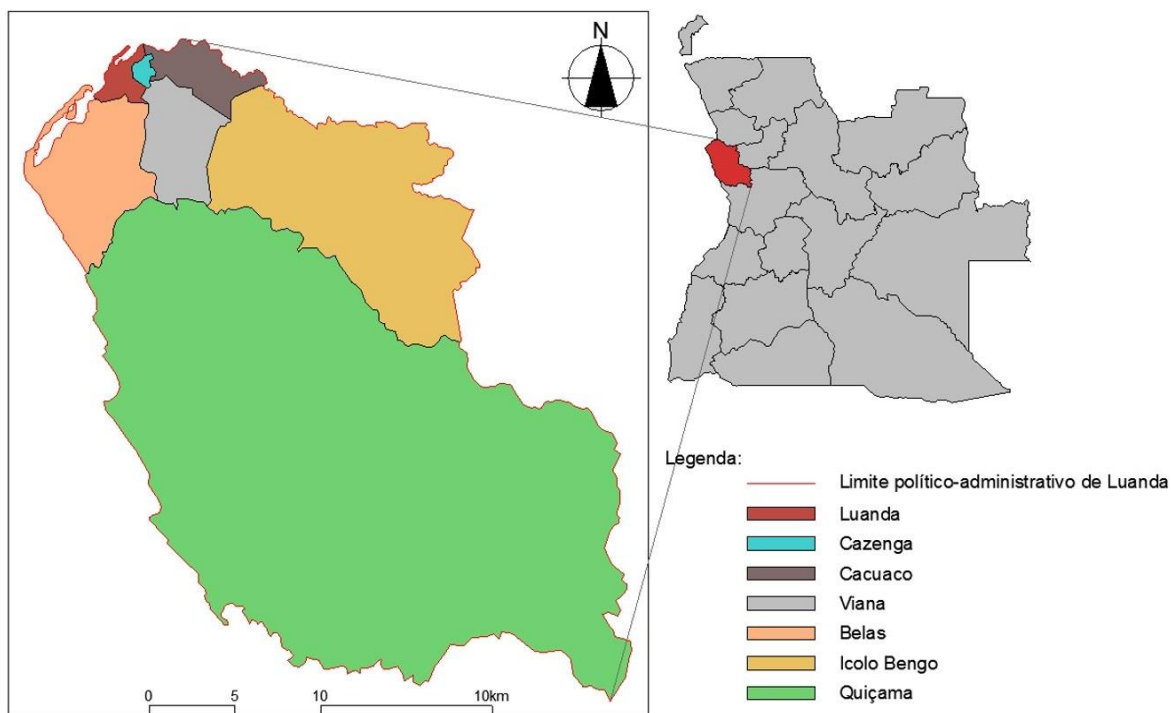 N
Legenda:
Limite político-administrativo de Luanda
Luanda
Cazenga
Cacuaco
Viana
Belas
Icolo Bengo
Quiçama
0 5 10 10km